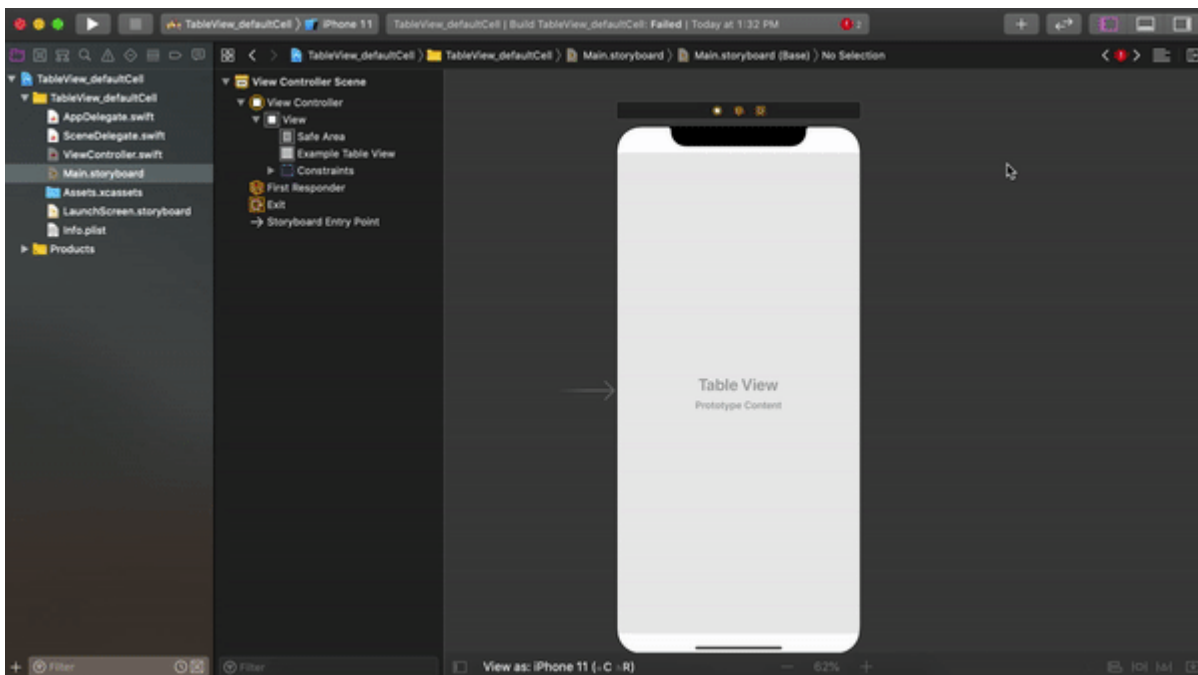 TableView_defaultCell 〉 iPhone 11
TableView_defaultCell | Build TableView_defaultCell: Failed | Today at 1:32 PM
2
TableView_defaultCell 〉 TableView_defaultCell 〉 Main.storyboard 〉 Main.storyboard (Base) 〉 No Selection
TableView_defaultCell
TableView_defaultCell
AppDelegate.swift
SceneDelegate.swift
ViewController.swift
Main.storyboard
Assets.xcassets
LaunchScreen.storyboard
Info.plist
Products
View Controller Scene
View Controller
View
Safe Area
Example Table View
Constraints
First Responder
Exit
Storyboard Entry Point
Table View
Prototype Content
Filter
Filter
View as: iPhone 11 (wC hR)
62%